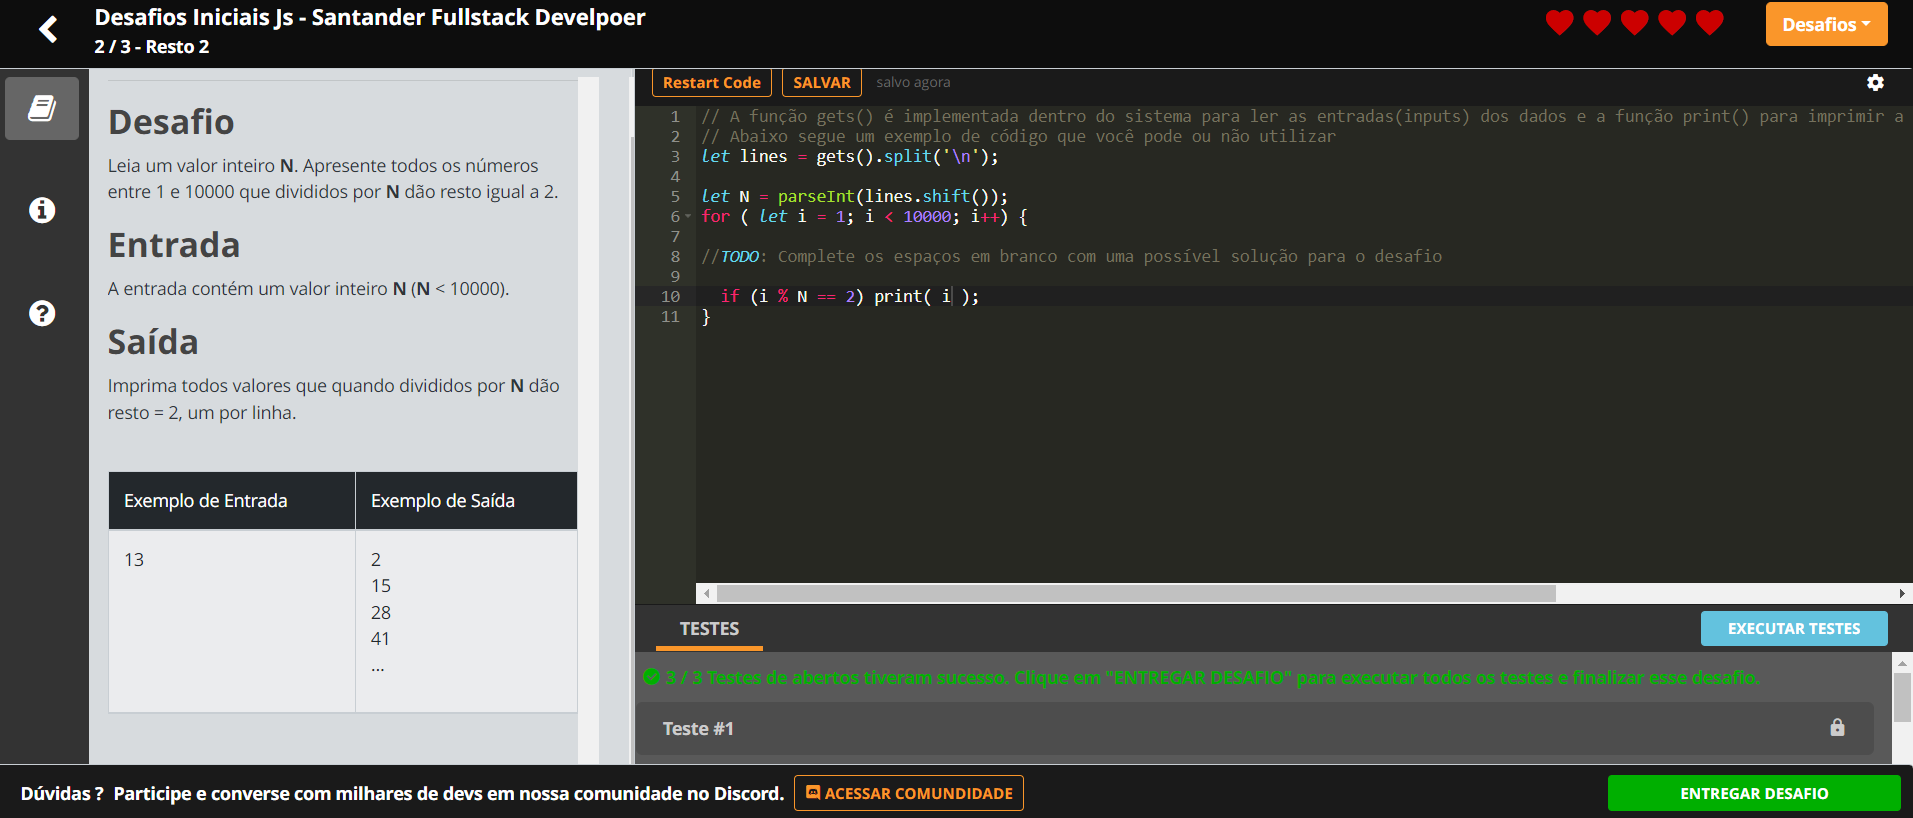 Desafios Iniciais Js - Santander Fullstack Develpoer
2 / 3 - Resto 2
Desafios
Desafio
Leia um valor inteiro N. Apresente todos os números
entre 1 e 10000 que divididos por N dão resto igual a 2.
Entrada
A entrada contém um valor inteiro N (N < 10000).
Saída
Imprima todos valores que quando divididos por N dão
resto = 2, um por linha.
Exemplo de Entrada
Exemplo de Saída
13
2
15
28
41
...
Restart Code
SALVAR
salvo agora
1 // A função gets() é implementada dentro do sistema para ler as entradas(inputs) dos dados e a função print() para imprimir a
2 // Abaixo segue um exemplo de código que você pode ou não utilizar
3 let lines = gets().split('\n');
4
5 let N = parseInt(lines.shift());
6 for ( let i = 1; i < 10000; i++) {
7
8 //TODO: Complete os espaços em branco com uma possível solução para o desafio
9
10 if (i % N == 2) print( i );
11 }
TESTES
EXECUTAR TESTES
3 / 3 Testes de abertos tiveram sucesso. Clique em "ENTREGAR DESAFIO" para executar todos os testes e finalizar esse desafio.
Teste #1
Dúvidas ? Participe e converse com milhares de devs em nossa comunidade no Discord.
ACESSAR COMUNDIDADE
ENTREGAR DESAFIO